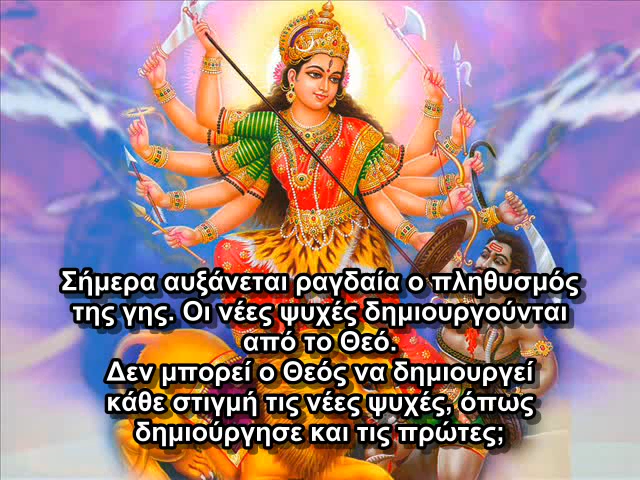 Σήμερα αυξάνεται ραγδαία ο πληθυσμός
της γης. Οι νέες ψυχές δημιουργούνται
από το Θεό.
Δεν μπορεί ο Θεός να δημιουργεί
κάθε στιγμή τις νέες ψυχές, όπως
δημιούργησε και τις πρώτες;